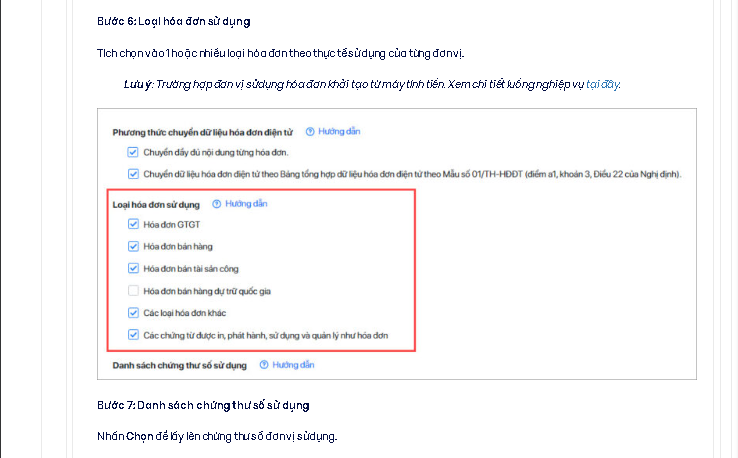 Bước 6: Loại hóa đơn sử dụng
Tích chọn vào 1 hoặc nhiều loại hóa đơn theo thực tế sử dụng của từng đơn vị.
Lưu ý: Trường hợp đơn vị sử dụng hóa đơn khởi tạo từ máy tính tiền. Xem chi tiết luồng nghiệp vụ tại đây.
Phương thức chuyển dữ liệu hóa đơn điện tử Hướng dẫn
Chuyển đầy đủ nội dung từng hóa đơn.
Chuyển dữ liệu hóa đơn điện tử theo Bảng tổng hợp dữ liệu hóa đơn điện tử theo Mẫu số 01/TH-HĐĐT (điểm a1, khoản 3, Điều 22 của Nghị định).
Loại hóa đơn sử dụng Hướng dẫn
Hóa đơn GTGT
Hóa đơn bán hàng
Hóa đơn bán tài sản công
Hóa đơn bán hàng dự trữ quốc gia
Các loại hóa đơn khác
Các chứng từ được in, phát hành, sử dụng và quản lý như hóa đơn
Danh sách chứng thư số sử dụng Hướng dẫn
Bước 7: Danh sách chứng thư số sử dụng
Nhấn Chọn để lấy lên chứng thư số đơn vị sử dụng.